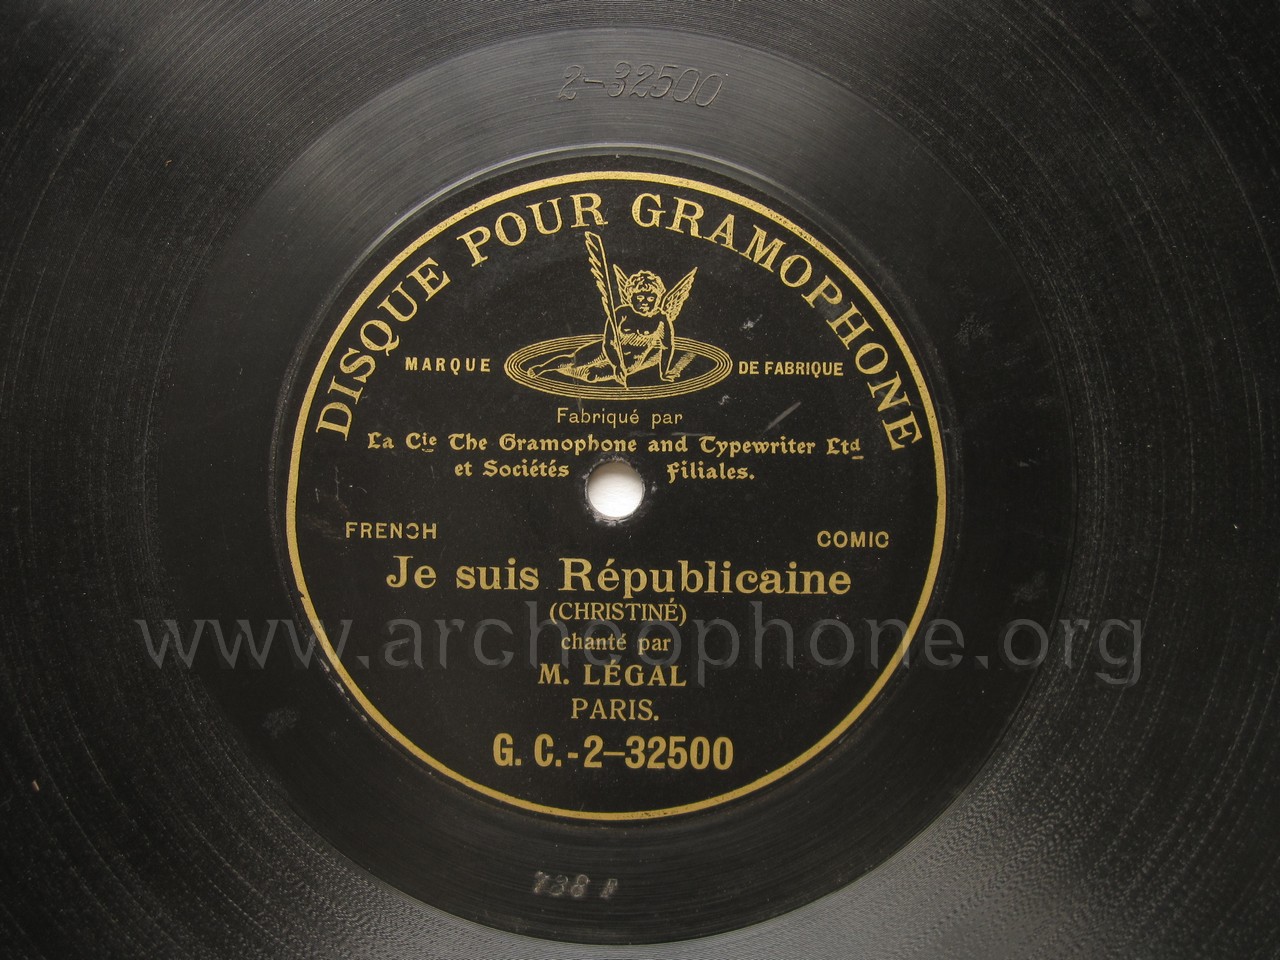 2-32500
DISQUE POUR GRAMOPHONE
MARQUE DE FABRIQUE
Fabriqué par
La Cie The Gramophone and Typewriter Ltd
et Sociétés Filiales.
FRENCH COMIC
Je suis Républicaine
(CHRISTINÉ)
www.archeophone.org
chanté par
M. LÉGAL
PARIS.
G. C.-2-32500